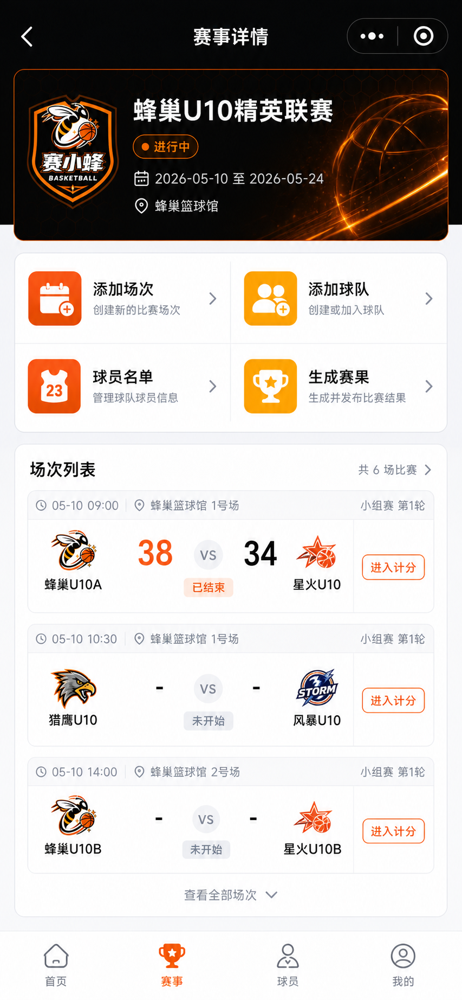 赛事详情
蜂巢U10精英联赛
进行中
赛小蜂
BASKETBALL
2026-05-10 至 2026-05-24
蜂巢篮球馆
添加场次
创建新的比赛场次
添加球队
创建或加入球队
23
球员名单
管理球队球员信息
生成赛果
生成并发布比赛结果
场次列表
共 6 场比赛
05-10 09:00
蜂巢篮球馆 1号场
小组赛 第1轮
38 VS 34
进入计分
蜂巢U10A
已结束
星火U10
05-10 10:30
蜂巢篮球馆 1号场
小组赛 第1轮
- VS -
STORM
进入计分
猎鹰U10
未开始
风暴U10
05-10 14:00
蜂巢篮球馆 2号场
小组赛 第1轮
- VS -
进入计分
蜂巢U10B
未开始
星火U10B
查看全部场次
首页
赛事
球员
我的